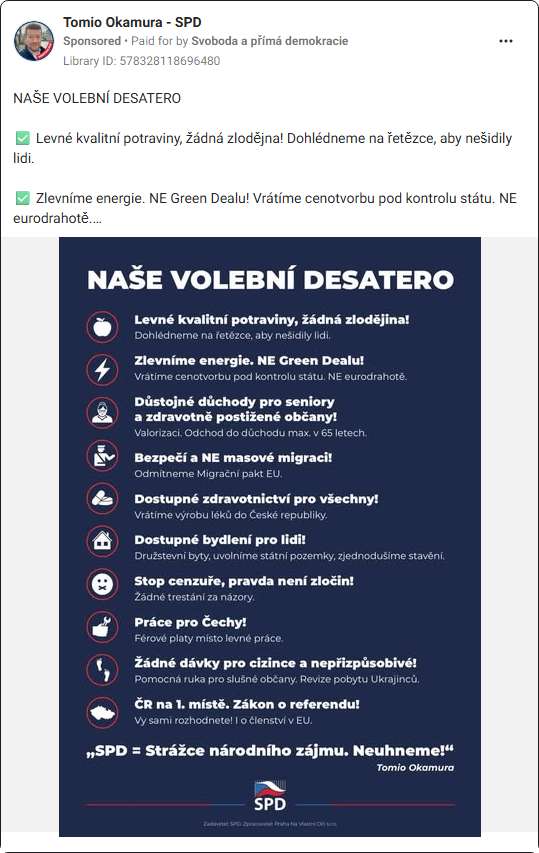 Tomio Okamura - SPD
Sponsored • Paid for by Svoboda a přímá demokracie
Library ID: 578328118696480
NAŠE VOLEBNÍ DESATERO
✅ Levné kvalitní potraviny, žádná zlodějna! Dohlédneme na řetězce, aby nešidily
lidi.
✅ Zlevníme energie. NE Green Dealu! Vrátíme cenotvorbu pod kontrolu státu. NE
eurodrahotě....
NAŠE VOLEBNÍ DESATERO
Levné kvalitní potraviny, žádná zlodějina!
Dohlédneme na řetězce, aby nešidily lidi.
Zlevníme energie. NE Green Dealu!
Vrátíme cenotvorbu pod kontrolu státu. NE eurodrahotě.
Důstojné důchody pro seniory
a zdravotně postižené občany!
Valorizaci. Odchod do důchodu max. v 65 letech.
Bezpečí a NE masové migraci!
Odmítneme Migrační pakt EU.
Dostupné zdravotnictví pro všechny!
Vrátíme výrobu léků do České republiky.
Dostupné bydlení pro lidi!
Družstevní byty, uvolníme státní pozemky, zjednodušíme stavění.
Stop cenzuře, pravda není zločin!
Žádné trestání za názory.
Práce pro Čechy!
Férové platy místo levné práce.
Žádné dávky pro cizince a nepřizpůsobivé!
Pomocná ruka pro slušné občany. Revize pobytu Ukrajinců.
ČR na 1. místě. Zákon o referendu!
Vy sami rozhodnete! I o členství v EU.
„SPD = Strážce národního zájmu. Neuhneme!“
Tomio Okamura
SPD
Zadavatel: SPD. Zpracovatel: Praha Na Vlastní Oči s.r.o.